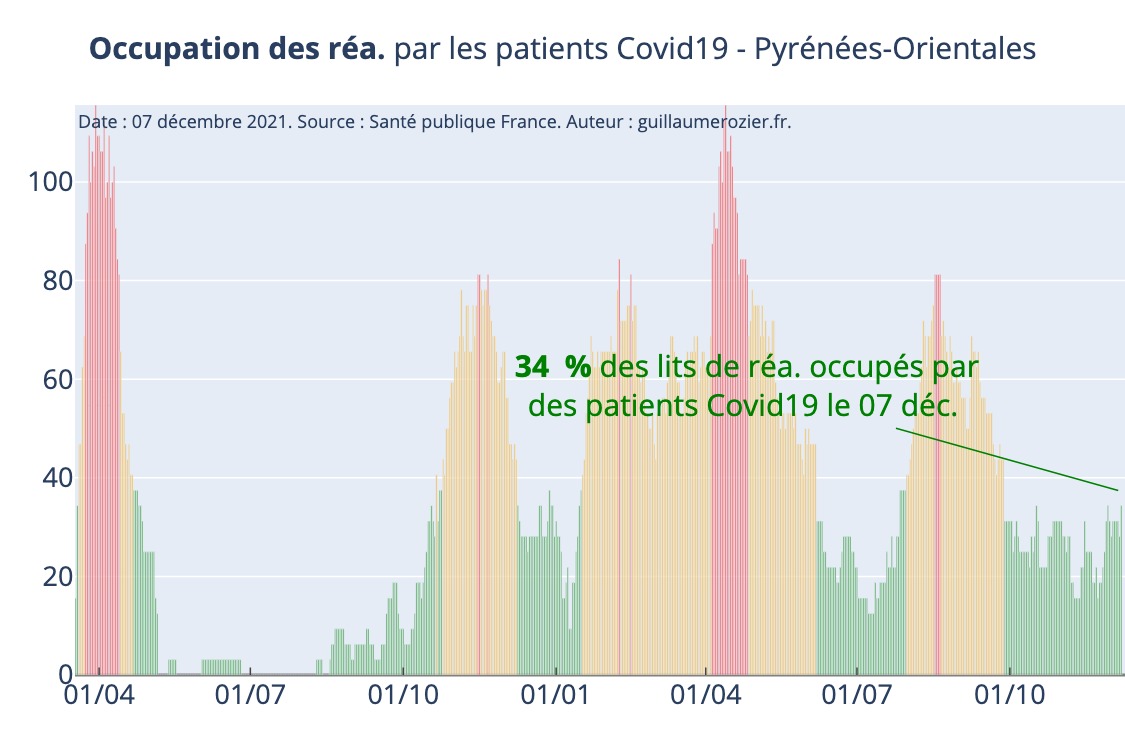 Occupation des réa. par les patients Covid19 - Pyrénées-Orientales
Date : 07 décembre 2021. Source : Santé publique France. Auteur : guillaumerozier.fr.
100
80
60
40
20
0
34 % des lits de réa. occupés par
des patients Covid19 le 07 déc.
01/04 01/07 01/10 01/01 01/04 01/07 01/10